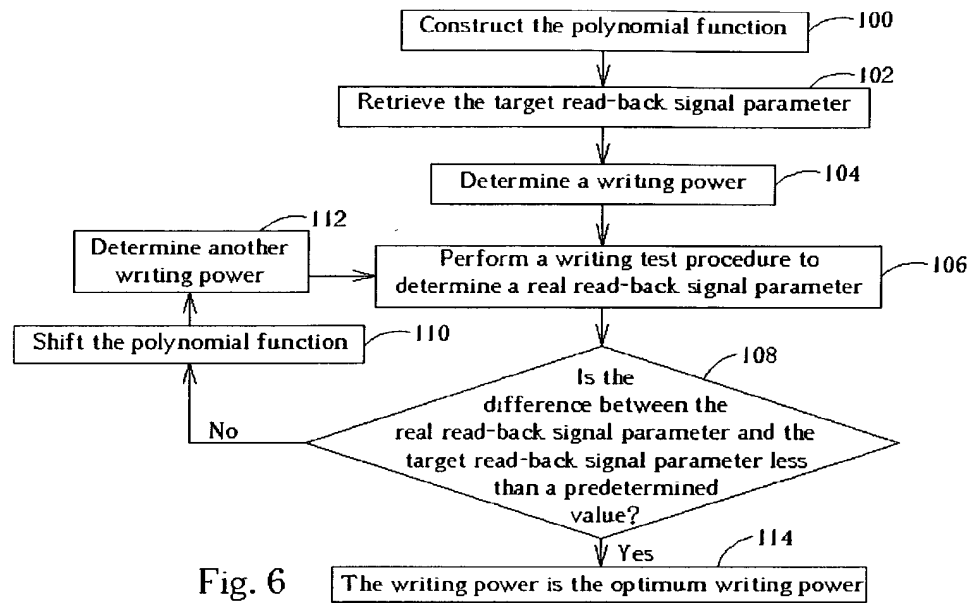 Construct the polynomial function
100
Retrieve the target read-back signal parameter
102
Determine a writing power
104
112
Determine another
writing power
Perform a writing test procedure to
determine a real read-back signal parameter
106
Shift the polynomial function
110
108
Is the
difference between the
real read-back signal parameter and the
target read-back signal parameter less
than a predetermined
value?
No
Yes
114
The writing power is the optimum writing power
Fig. 6